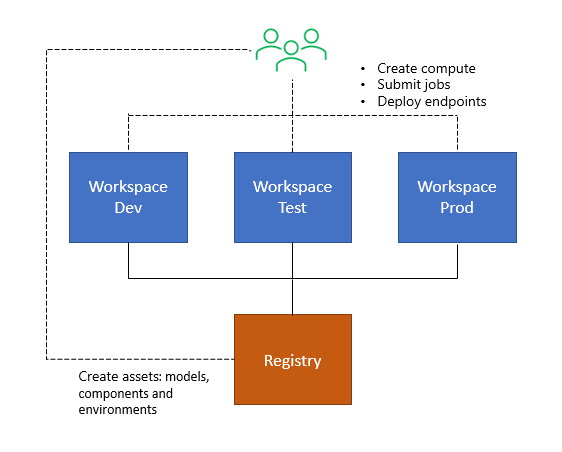 • Create compute
• Submit jobs
• Deploy endpoints
Workspace
Dev
Workspace
Test
Workspace
Prod
Registry
Create assets: models,
components and
environments